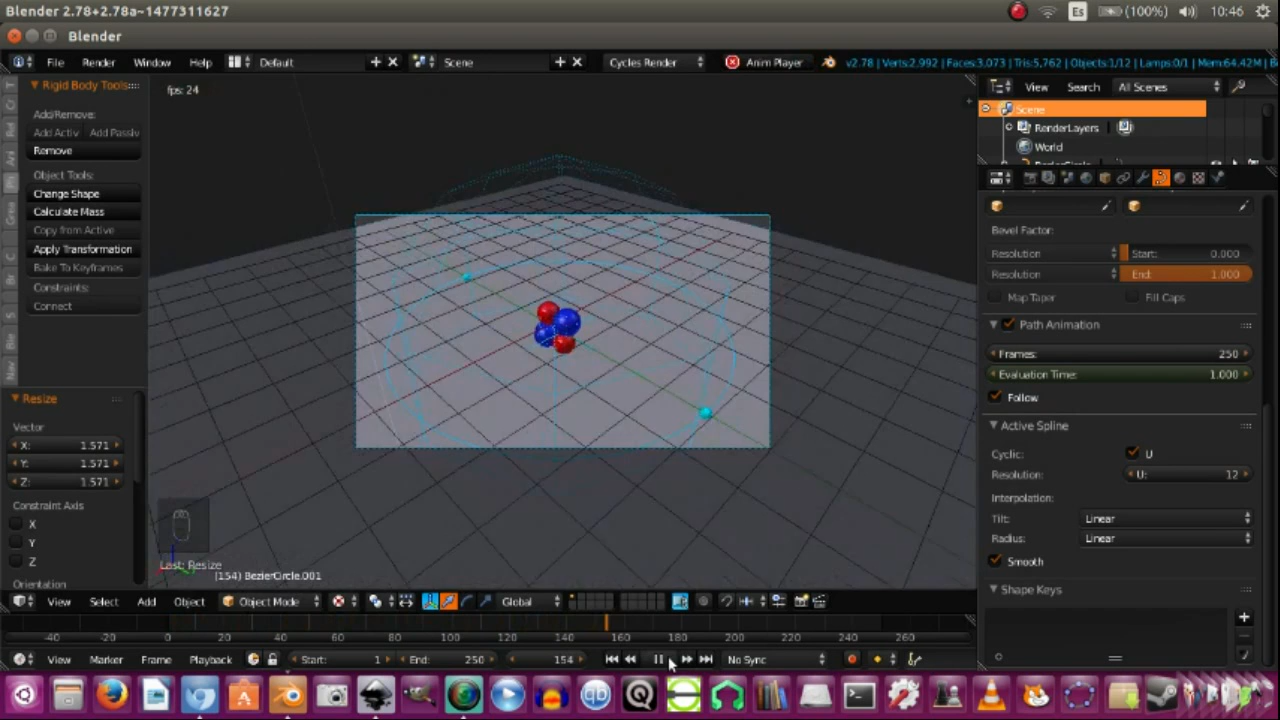 Blender 2.78+2.78a~1477311627
Es (100%) 10:46
Blender
File Render Window Help Default Scene Cycles Render Anim Player v2.78 | Verts:2,992 | Faces:3,073 | Tris:5,762 | Objects:1/12 | Lamps:0/1 | Mem:64.42M | B
Rigid Body Tools
Add/Remove:
Add Activ Add Passiv
Remove
Object Tools:
Change Shape
Calculate Mass
Copy from Active
Apply Transformation
Bake To Keyframes
Constraints:
Connect
Resize
Vector
X: 1.571
Y: 1.571
Z: 1.571
Constraint Axis
X
Y
Z
Orientation
fps: 24
Last: Resize
(154) BezierCircle.001
View Search All Scenes
Scene
RenderLayers
World
BezierCircle
Bevel Factor:
Resolution Start: 0.000
Resolution End: 1.000
Map Taper Fill Caps
Path Animation
Frames: 250
Evaluation Time: 1.000
Follow
Active Spline
Cyclic: U
Resolution: U: 12
Interpolation:
Tilt: Linear
Radius: Linear
Smooth
Shape Keys
View Select Add Object Object Mode Global
-40 -20 0 20 40 60 80 100 120 140 160 180 200 220 240 260
View Marker Frame Playback Start: 1 End: 250 154 No Sync